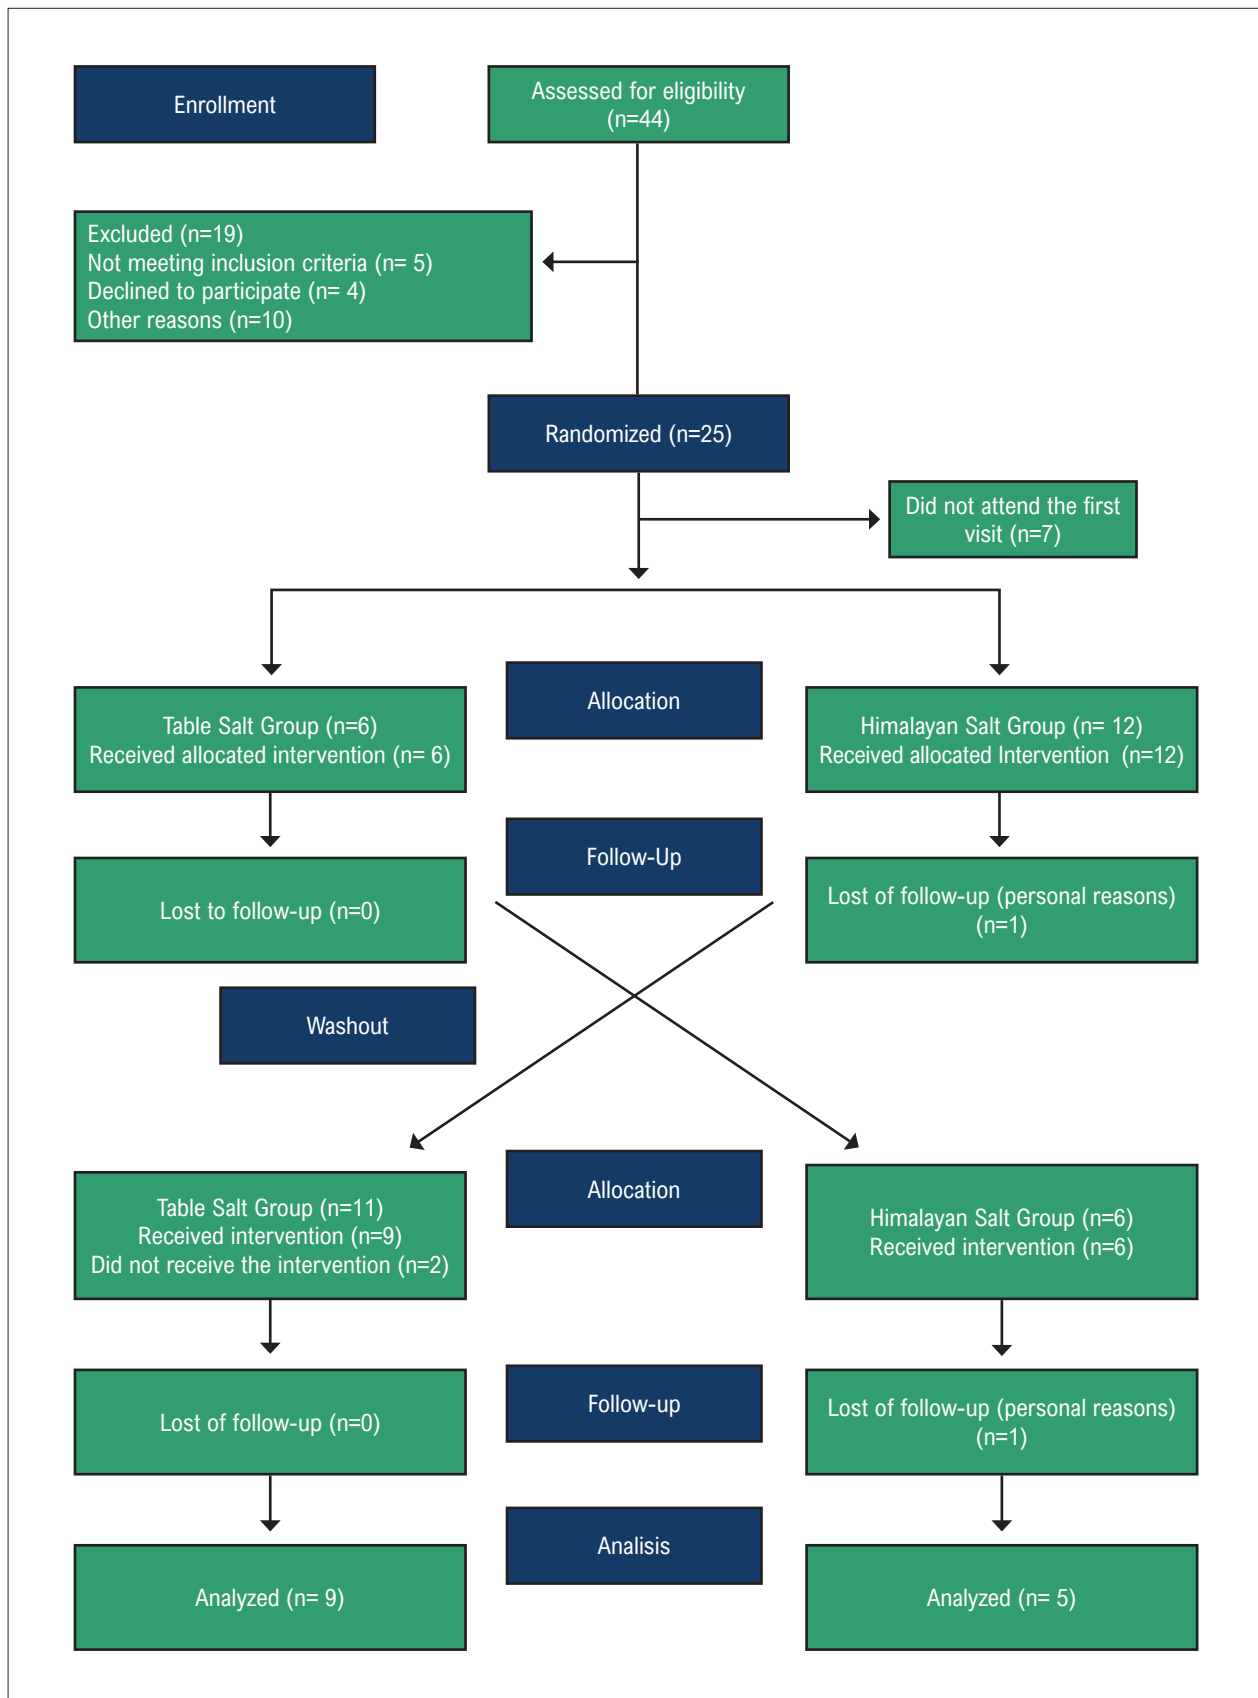 Enrollment
Assessed for eligibility
(n=44)
Excluded (n=19)
Not meeting inclusion criteria (n= 5)
Declined to participate (n= 4)
Other reasons (n=10)
Randomized (n=25)
Did not attend the first
visit (n=7)
Allocation
Table Salt Group (n=6)
Received allocated intervention (n= 6)
Himalayan Salt Group (n= 12)
Received allocated Intervention (n=12)
Follow-Up
Lost to follow-up (n=0)
Lost of follow-up (personal reasons)
(n=1)
Washout
Allocation
Table Salt Group (n=11)
Received intervention (n=9)
Did not receive the intervention (n=2)
Himalayan Salt Group (n=6)
Received intervention (n=6)
Follow-up
Lost of follow-up (n=0)
Lost of follow-up (personal reasons)
(n=1)
Analisis
Analyzed (n= 9)
Analyzed (n= 5)